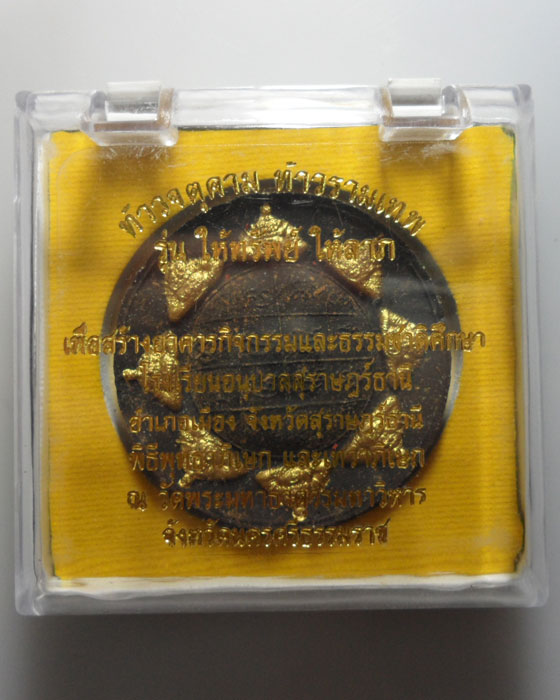 ท้าวจตุคาม ท้าวรามเทพ
รุ่น ให้ทรัพย์ ให้ลาภ
เพื่อสร้างอาคารกิจกรรมและธรรมชาติศึกษา
โรงเรียนอนุบาลสุราษฎร์ธานี
อำเภอเมือง จังหวัดสุราษฎร์ธานี
พิธีพุทธาภิเษก และเทวาภิเษก
ณ วัดพระมหาธาตุวรมหาวิหาร
จังหวัดนครศรีธรรมราช